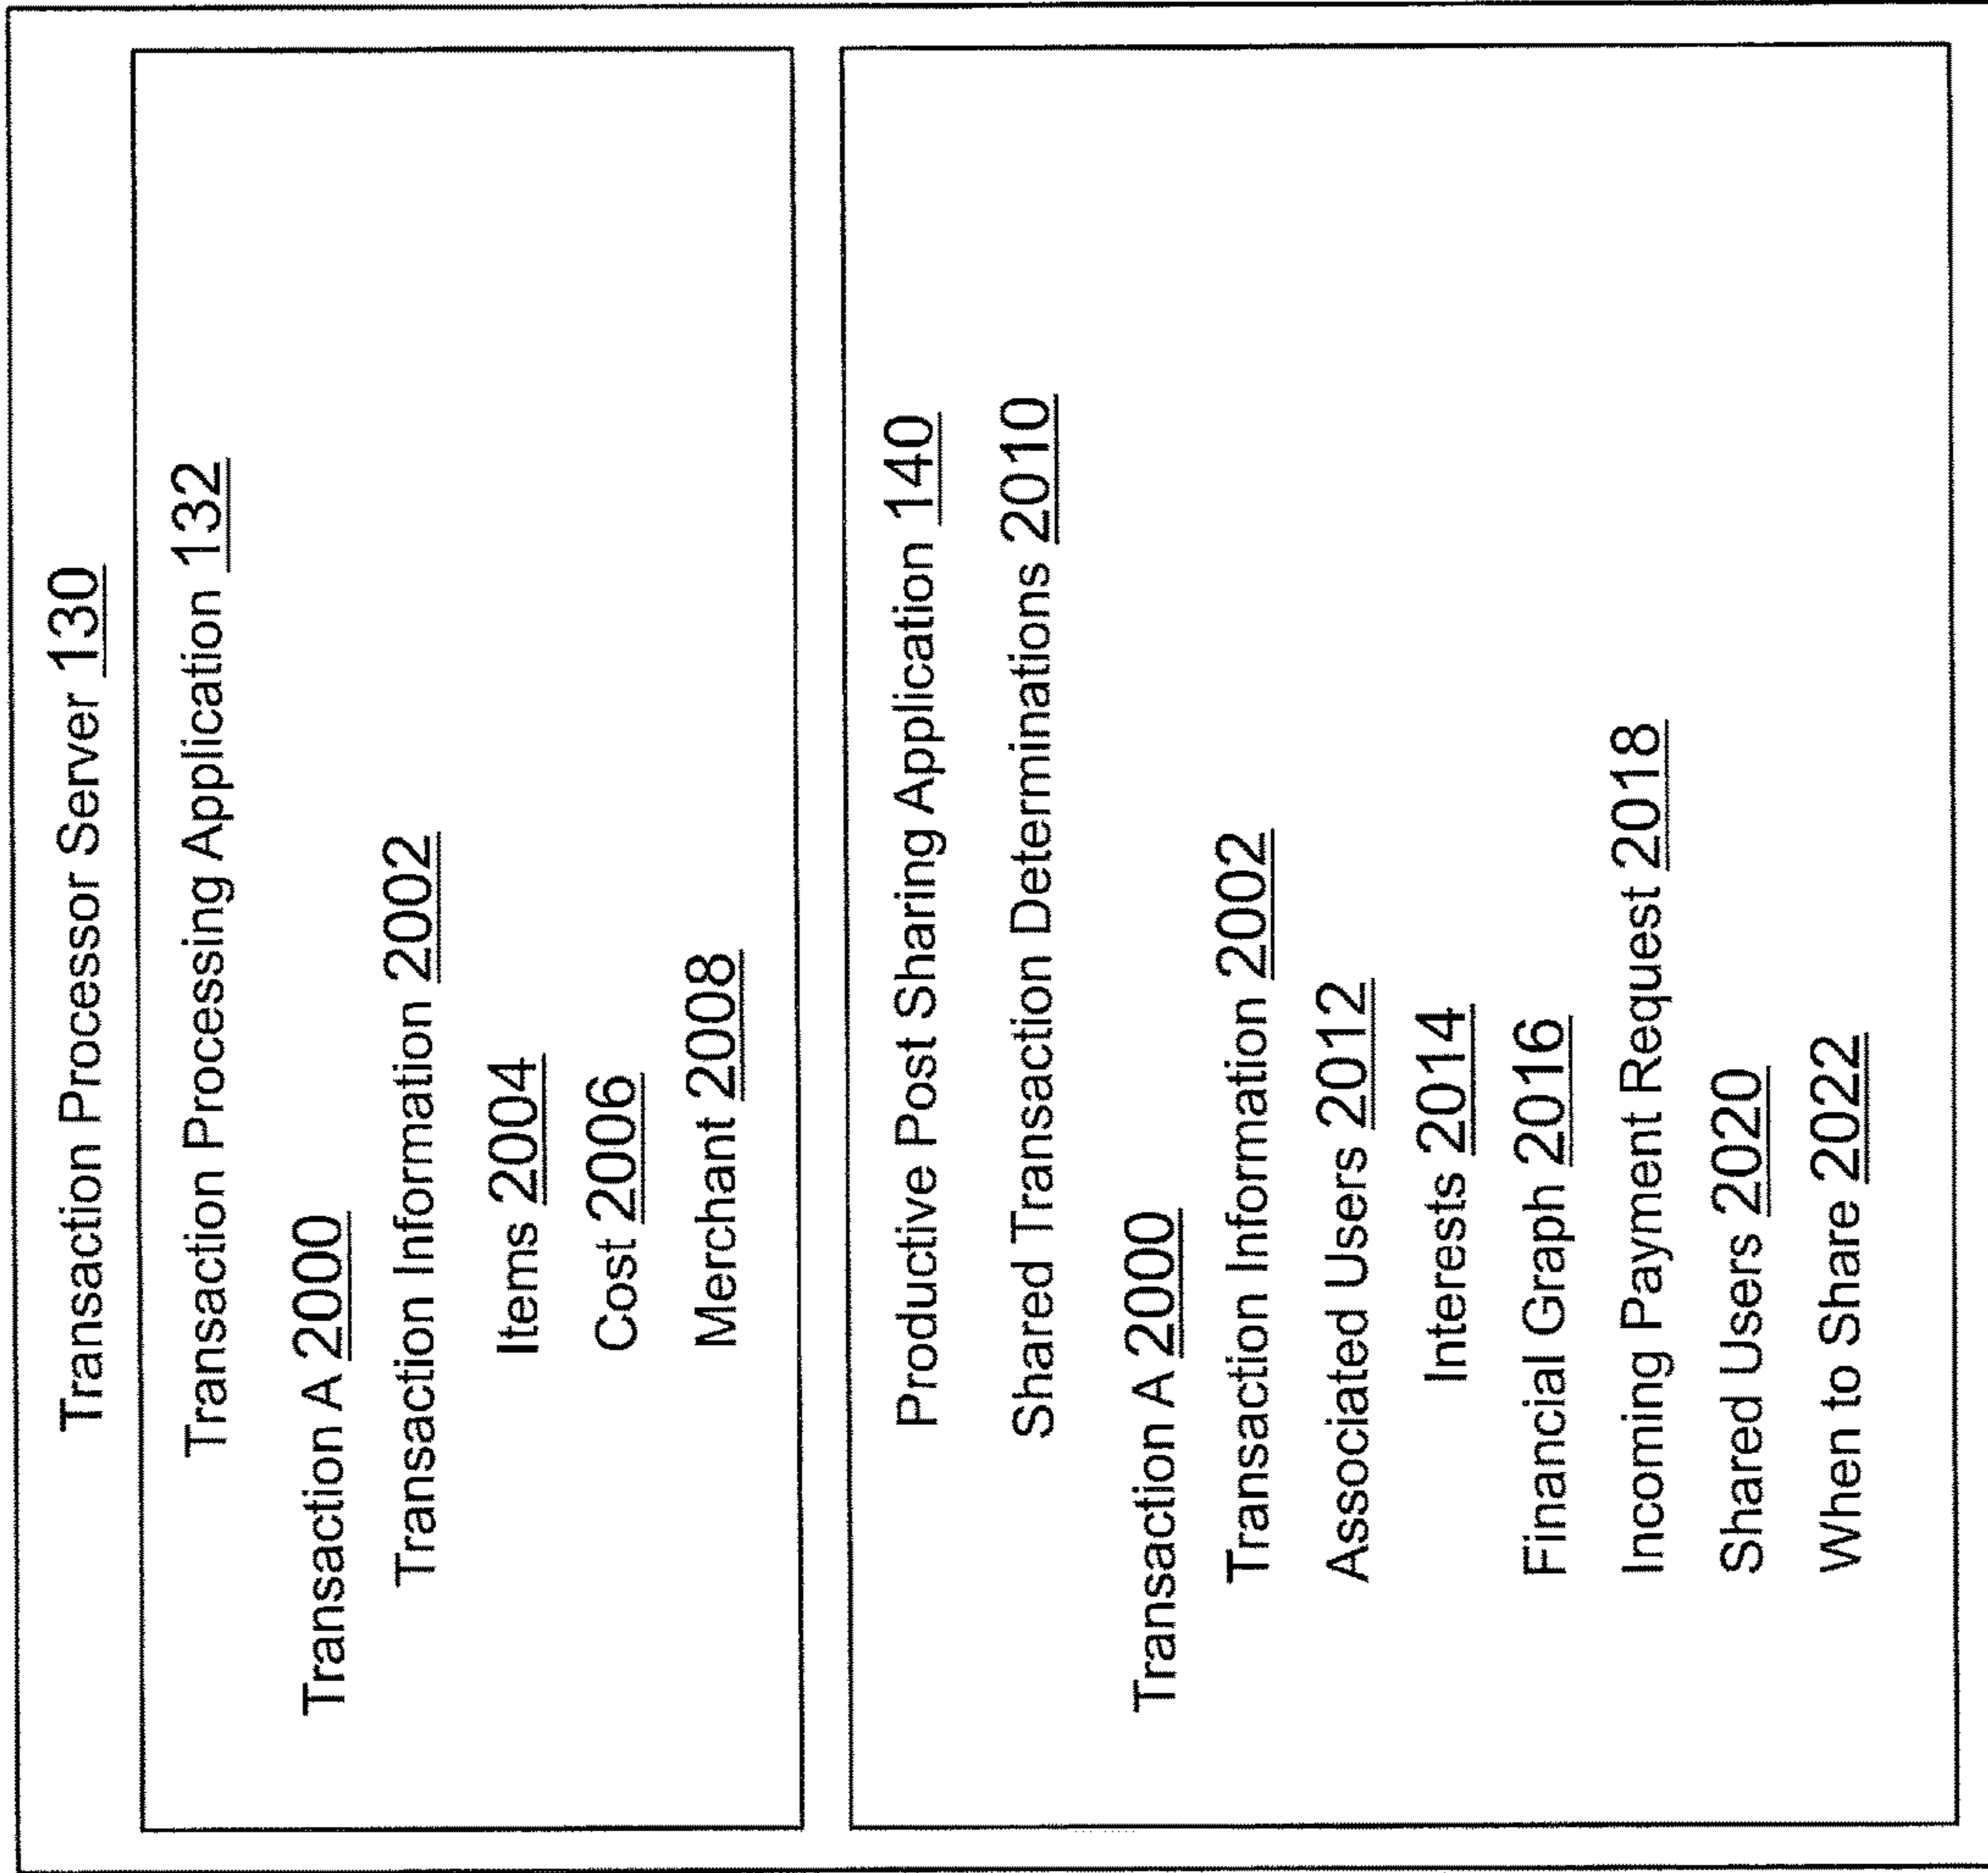 Transaction Processor Server 130
Transaction Processing Application 132
Transaction A 2000
Transaction Information 2002
Items 2004
Cost 2006
Merchant 2008
Productive Post Sharing Application 140
Shared Transaction Determinations 2010
Transaction A 2000
Transaction Information 2002
Associated Users 2012
Interests 2014
Financial Graph 2016
Incoming Payment Request 2018
Shared Users 2020
When to Share 2022